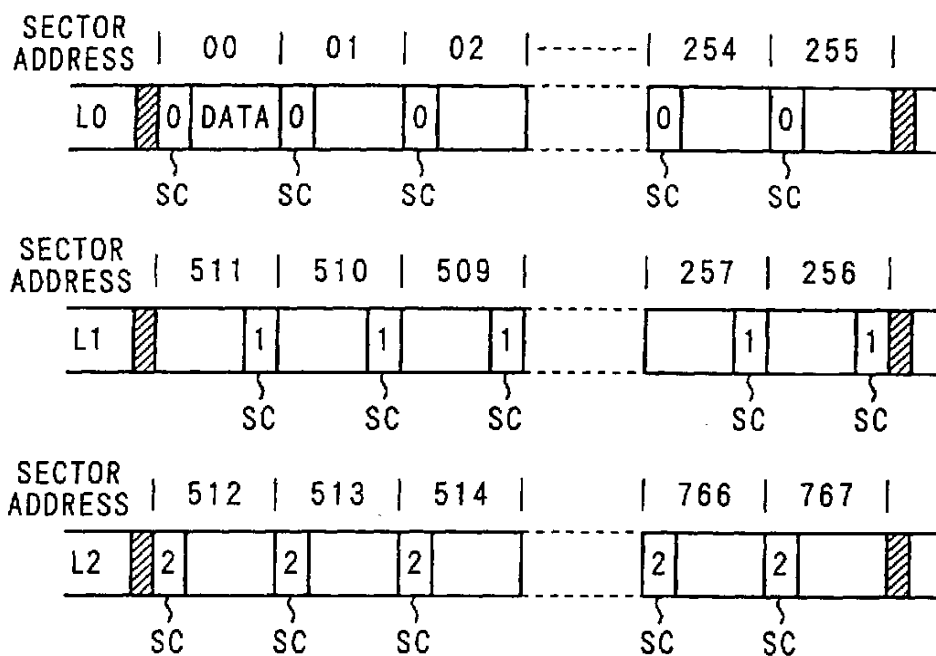 SECTOR ADDRESS | 00 | 01 | 02 | | 254 | 255 |
L0 0 DATA 0 0 0 0
SC SC SC SC SC
SECTOR ADDRESS | 511 | 510 | 509 | 257 | 256 |
L1 1 1 1 1 1
SC SC SC SC SC
SECTOR ADDRESS | 512 | 513 | 514 | | 766 | 767 |
L2 2 2 2 2 2
SC SC SC SC SC